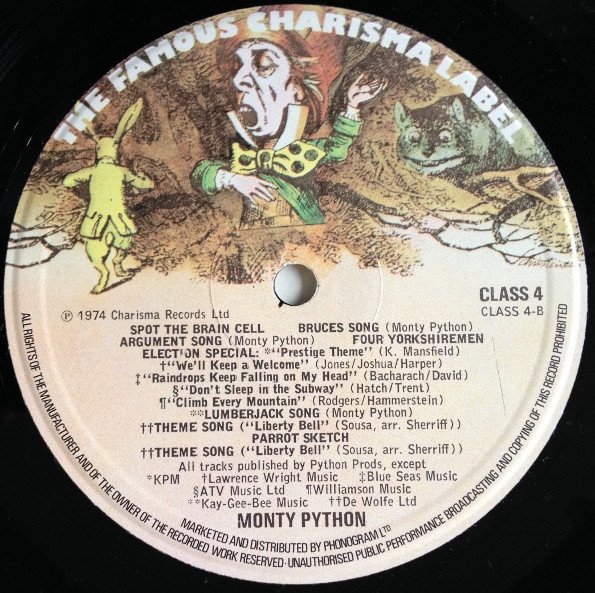 THE FAMOUS CHARISMA LABEL
℗ 1974 Charisma Records Ltd
CLASS 4
CLASS 4-B
SPOT THE BRAIN CELL BRUCES SONG (Monty Python)
ARGUMENT SONG (Monty Python) FOUR YORKSHIREMEN
ELECTION SPECIAL: *"Prestige Theme" (K. Mansfield)
†"We'll Keep a Welcome" (Jones/Joshua/Harper)
‡"Raindrops Keep Falling on My Head" (Bacharach/David)
§"Don't Sleep in the Subway" (Hatch/Trent)
¶"Climb Every Mountain" (Rodgers/Hammerstein)
**LUMBERJACK SONG (Monty Python)
††THEME SONG ("Liberty Bell" (Sousa, arr. Sherriff))
PARROT SKETCH
††THEME SONG ("Liberty Bell" (Sousa, arr. Sherriff))
All tracks published by Python Prods, except
*KPM †Lawrence Wright Music ‡Blue Seas Music
§ATV Music Ltd ¶Williamson Music
**Kay-Gee-Bee Music ††De Wolfe Ltd
MONTY PYTHON
MARKETED AND DISTRIBUTED BY PHONOGRAM LTD
ALL RIGHTS OF THE MANUFACTURER AND OF THE OWNER OF THE RECORDED WORK RESERVED·UNAUTHORISED PUBLIC PERFORMANCE BROADCASTING AND COPYING OF THIS RECORD PROHIBITED